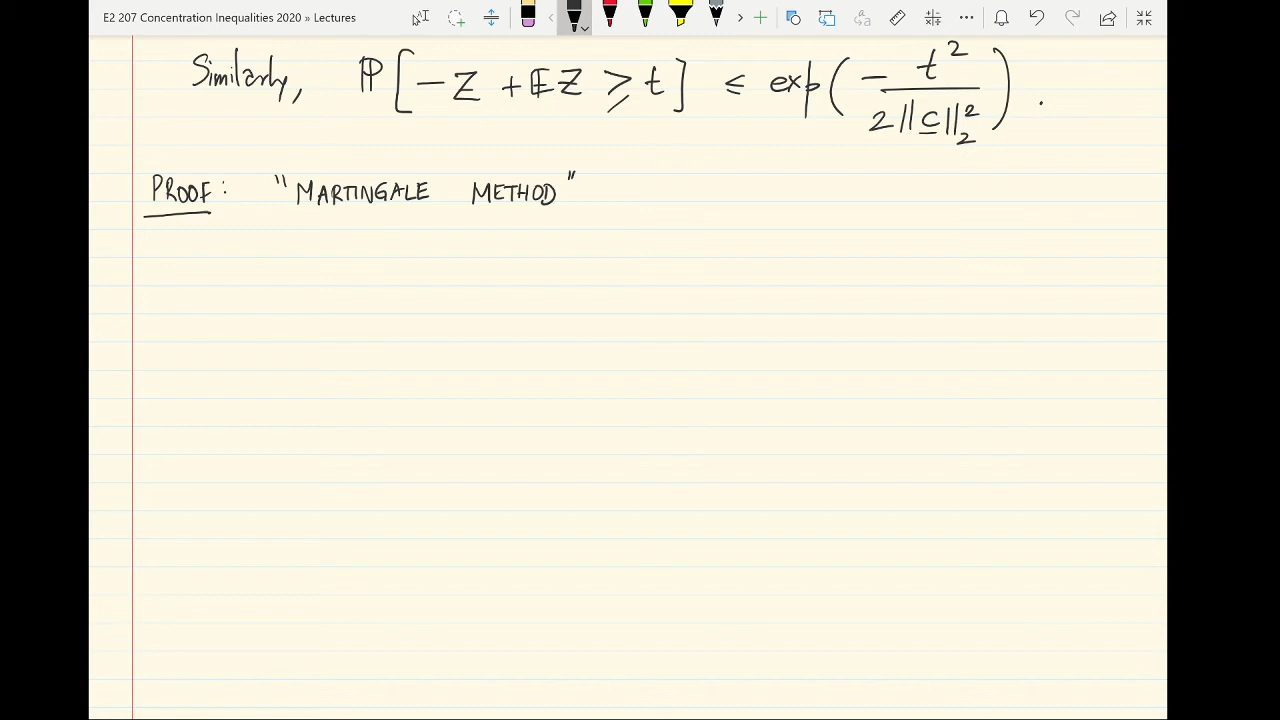 E2 207 Concentration Inequalities 2020 » Lectures
Similarly, ℙ[-Z + 𝔼Z ≥ t] ≤ exp(-t²/2||c||₂²).
PROOF: "MARTINGALE METHOD"